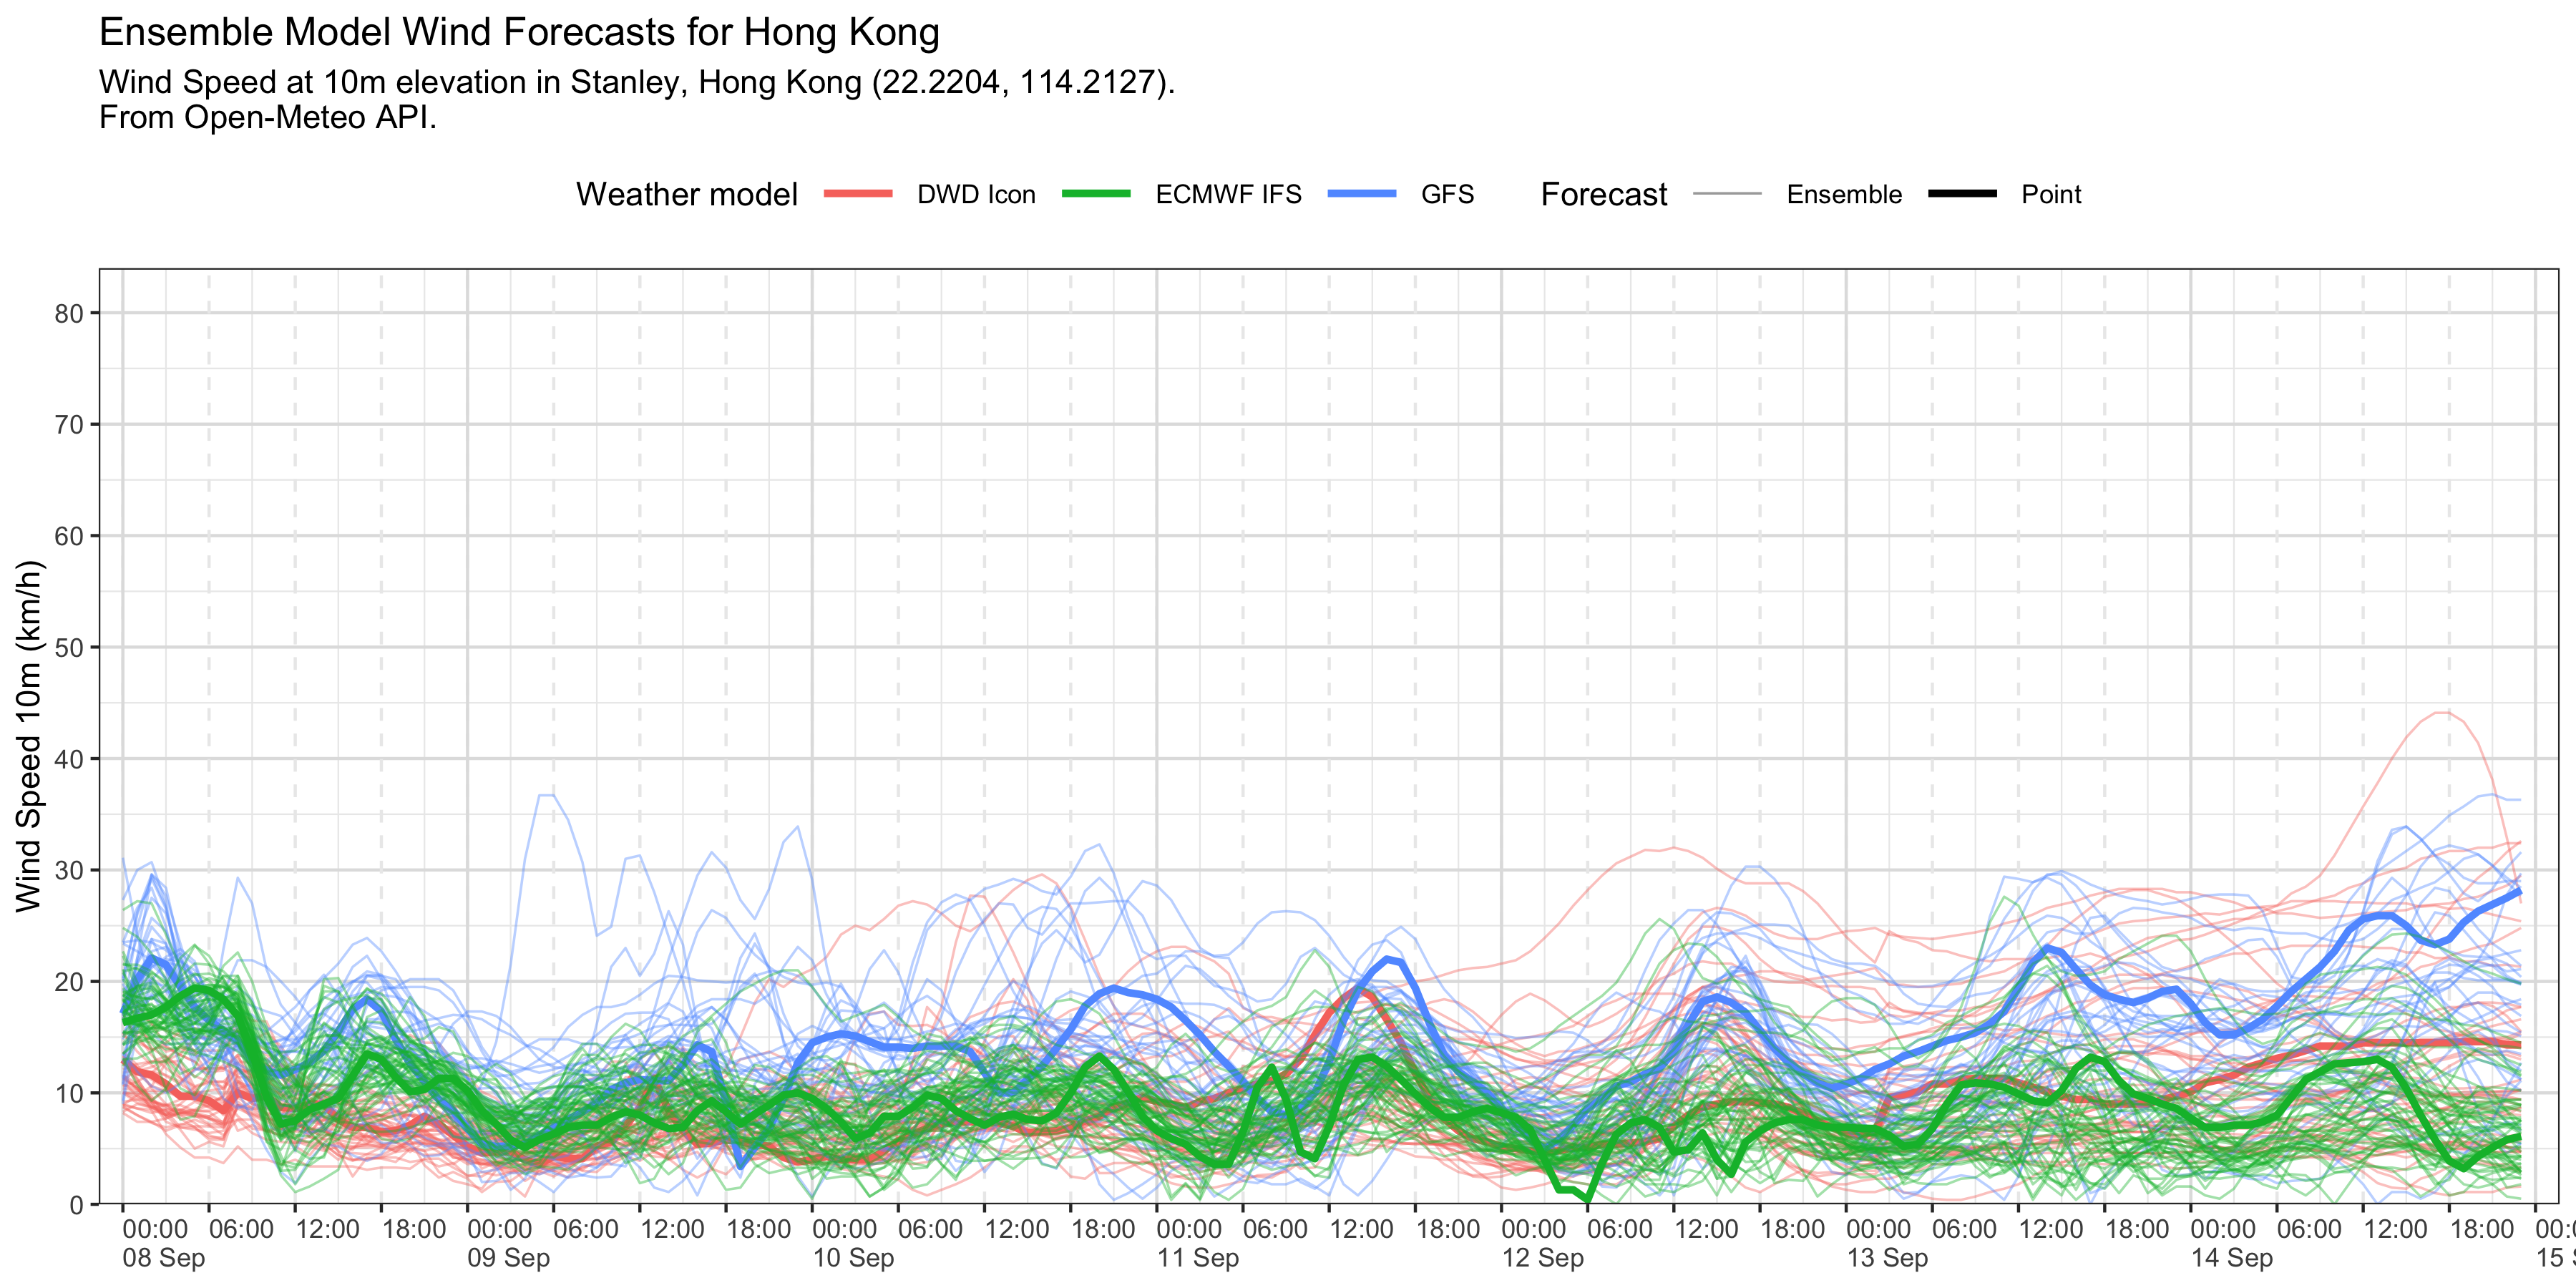 Ensemble Model Wind Forecasts for Hong Kong
Wind Speed at 10m elevation in Stanley, Hong Kong (22.2204, 114.2127).
From Open-Meteo API.
Weather model DWD Icon ECMWF IFS GFS Forecast Ensemble Point
Wind Speed 10m (km/h)
80
70
60
50
40
30
20
10
0
00:00 06:00 12:00 18:00 00:00 06:00 12:00 18:00 00:00 06:00 12:00 18:00 00:00 06:00 12:00 18:00 00:00 06:00 12:00 18:00 00:00 06:00 12:00 18:00 00:00 06:00 12:00 18:00
08 Sep 09 Sep 10 Sep 11 Sep 12 Sep 13 Sep 14 Sep 15